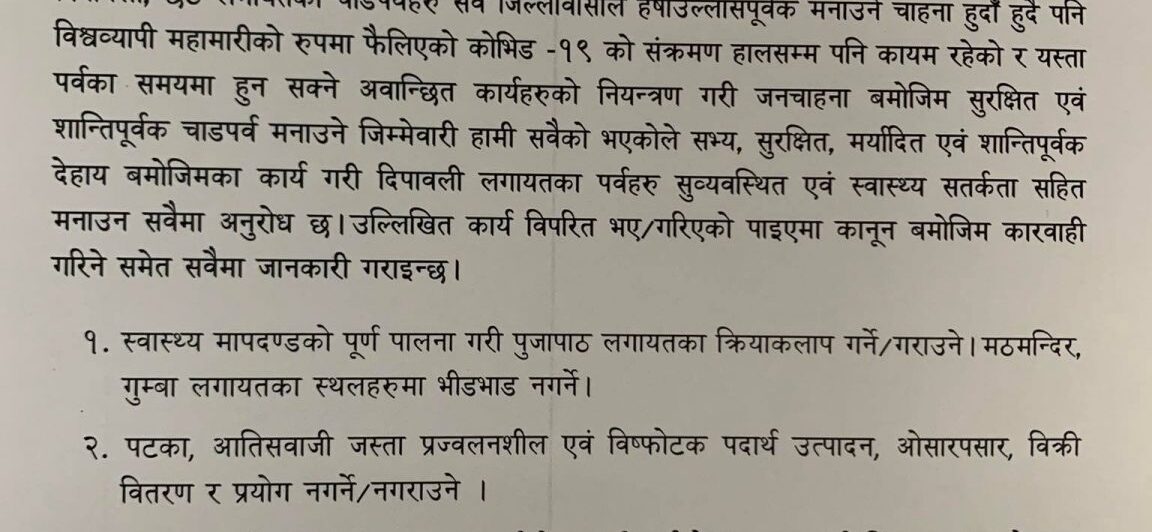 चाडपर्वहरु सर्व जिल्लावासीले हर्षाउल्लासपूर्वक मनाउने चाहना हुदाँ हुदै पनि
विश्वव्यापी महामारीको रुपमा फैलिएको कोभिड -१९ को संक्रमण हालसम्म पनि कायम रहेको र यस्ता
पर्वका समयमा हुन सक्ने अवान्छित कार्यहरुको नियन्त्रण गरी जनचाहना बमोजिम सुरक्षित एवं
शान्तिपूर्वक चाडपर्व मनाउने जिम्मेवारी हामी सवैको भएकोले सभ्य, सुरक्षित, मर्यादित एवं शान्तिपूर्वक
देहाय बमोजिमका कार्य गरी दिपावली लगायतका पर्वहरु सुव्यवस्थित एवं स्वास्थ्य सतर्कता सहित
मनाउन सवैमा अनुरोध छ। उल्लिखित कार्य विपरित भए/गरिएको पाइएमा कानून बमोजिम कारवाही
गरिने समेत सवैमा जानकारी गराइन्छ।
१. स्वास्थ्य मापदण्डको पूर्ण पालना गरी पुजापाठ लगायतका क्रियाकलाप गर्ने/गराउने। मठमन्दिर,
गुम्बा लगायतका स्थलहरुमा भीडभाड नगर्ने।
२. पटका, आतिसवाजी जस्ता प्रज्वलनशील एवं विष्फोटक पदार्थ उत्पादन, ओसारपसार, विक्री
वितरण र प्रयोग नगर्ने/नगराउने ।